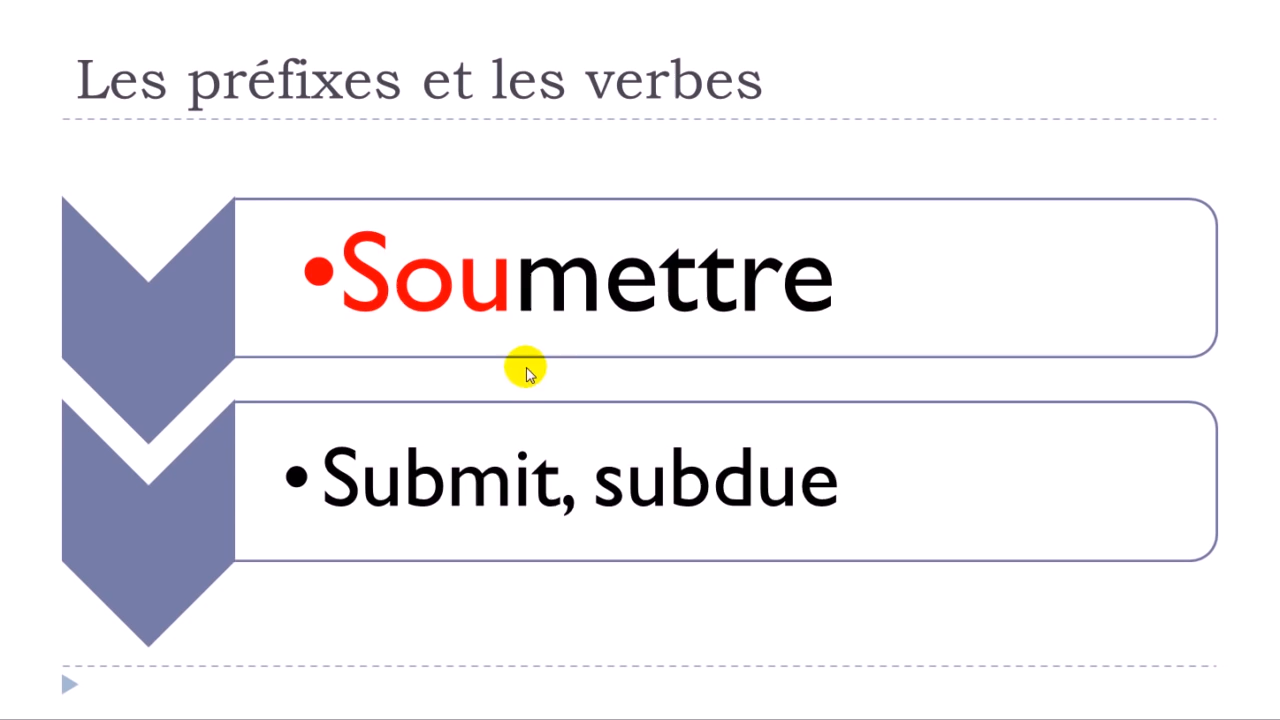 Les préfixes et les verbes
•Soumettre
• Submit, subdue